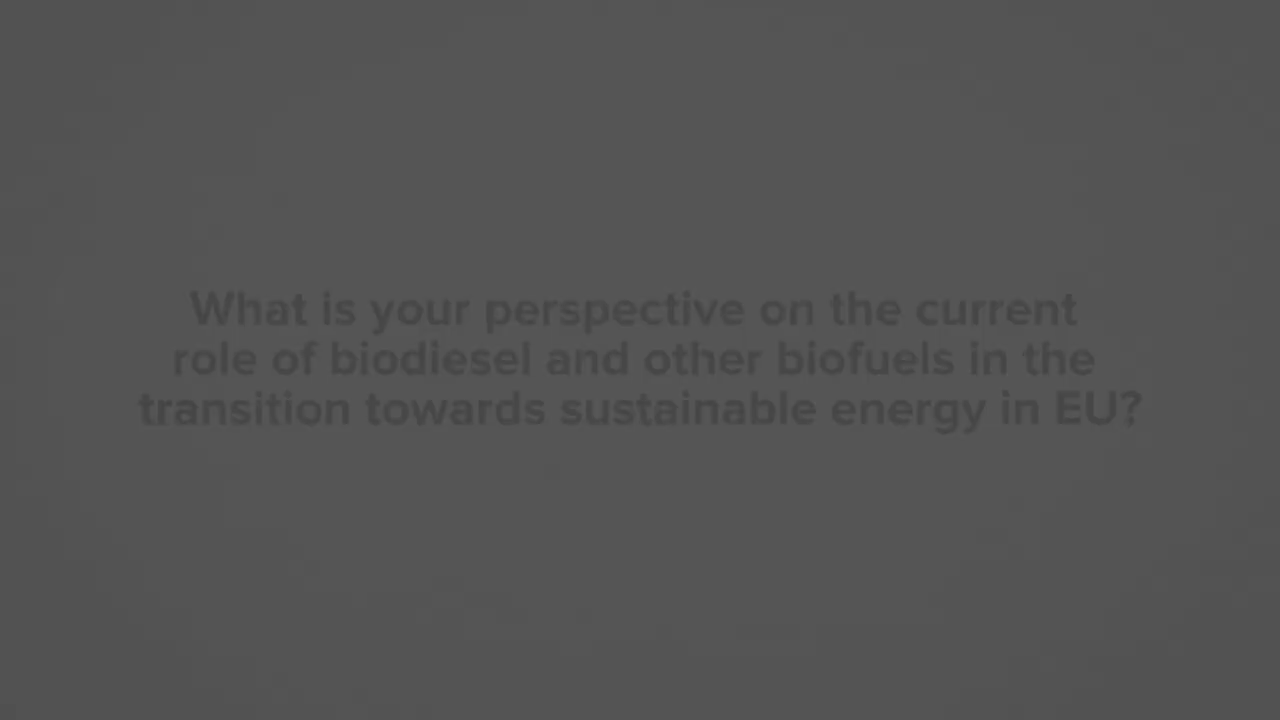 What is your perspective on the current
role of biodiesel and other biofuels in the
transition towards sustainable energy in EU?